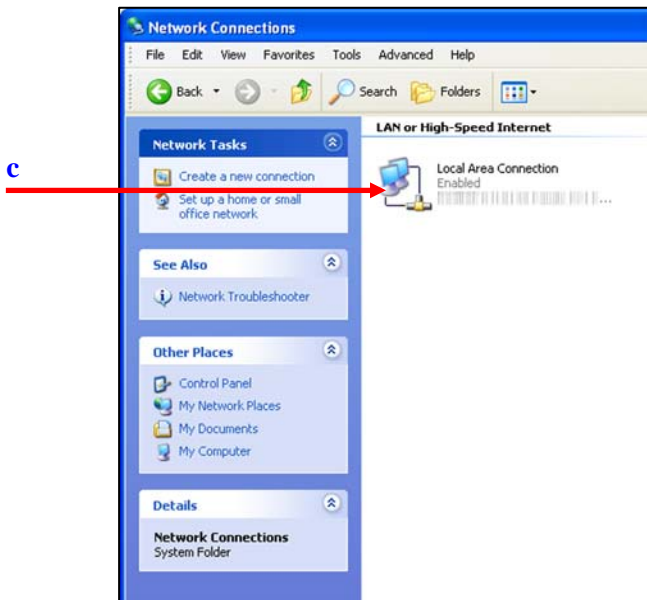 Network Connections
File Edit View Favorites Tools Advanced Help
Back Search Folders
c
Network Tasks
Create a new connection
Set up a home or small
office network
See Also
Network Troubleshooter
Other Places
Control Panel
My Network Places
My Documents
My Computer
Details
Network Connections
System Folder
LAN or High-Speed Internet
Local Area Connection
Enabled